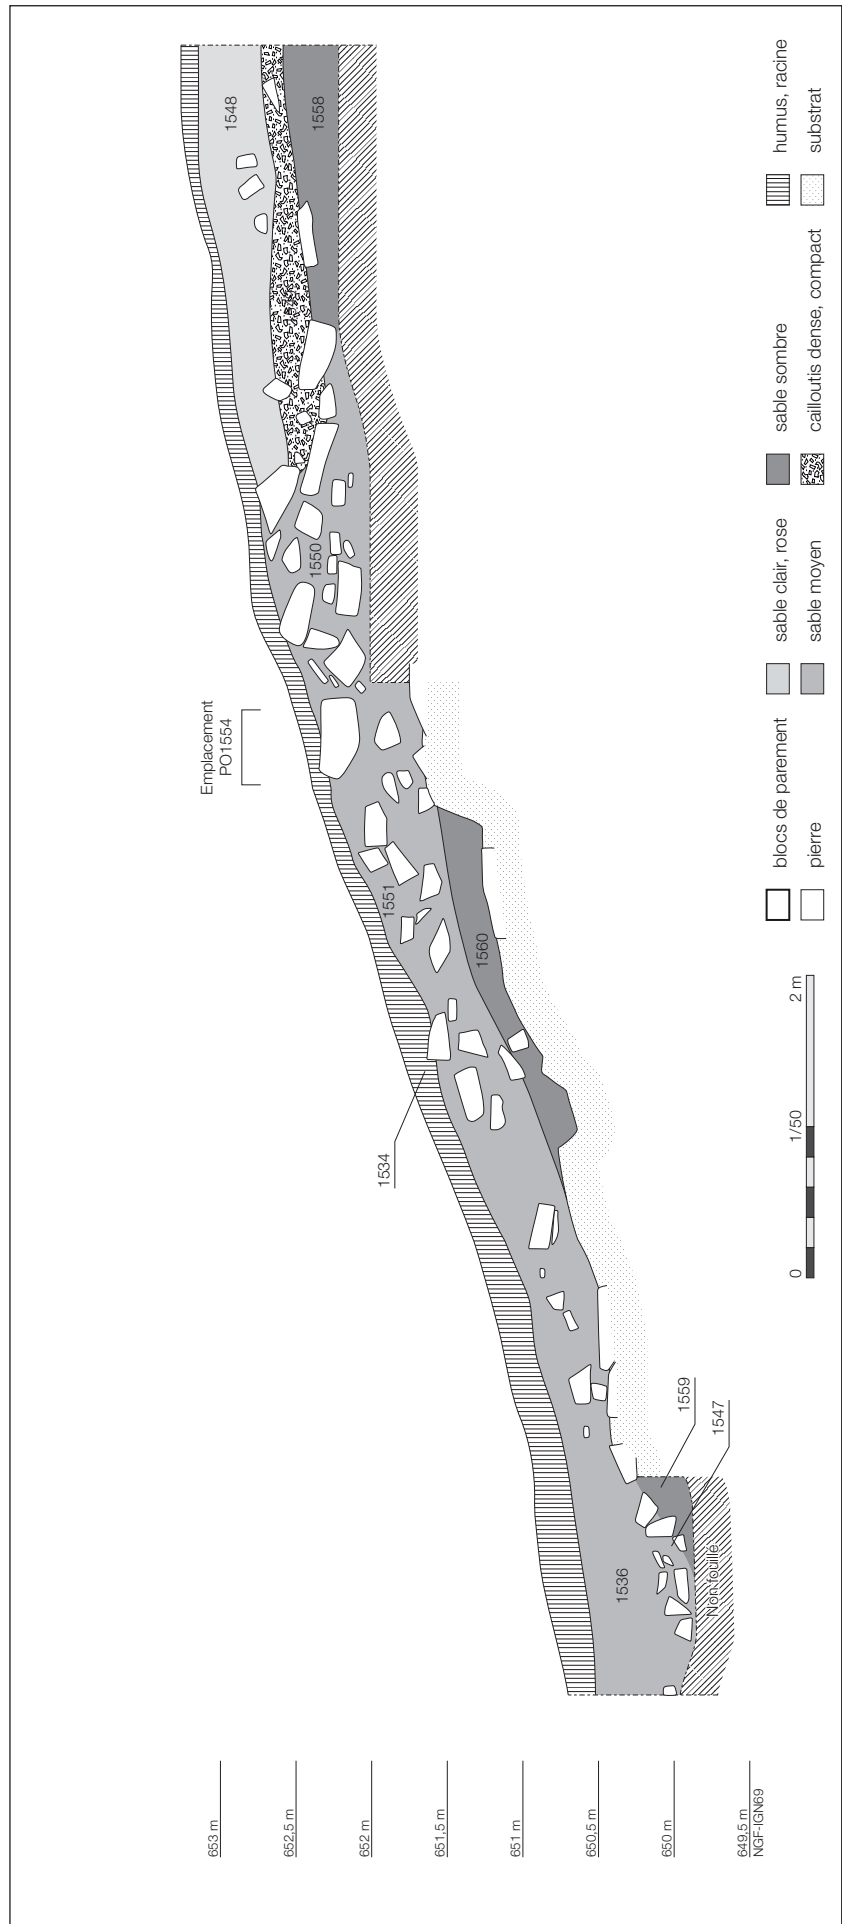 1548
1558
1550
Emplacement
PO1554
1551
1560
1534
1559
1547
1536
Non fouillé
653 m
652,5 m
652 m
651,5 m
651 m
650,5 m
650 m
649,5 m
NGF-IGN69
0
1/50
2 m
blocs de parement
pierre
sable clair, rose
sable moyen
sable sombre
cailloutis dense, compact
humus, racine
substrat